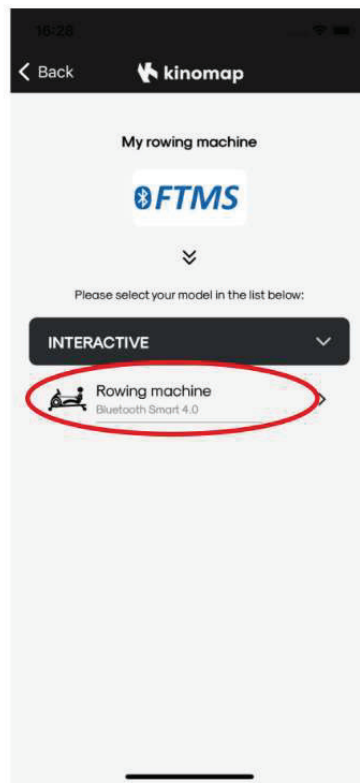 16:28
Back
kinomap
My rowing machine
FTMS
Please select your model in the list below:
INTERACTIVE
Rowing machine
Bluetooth Smart 4.0